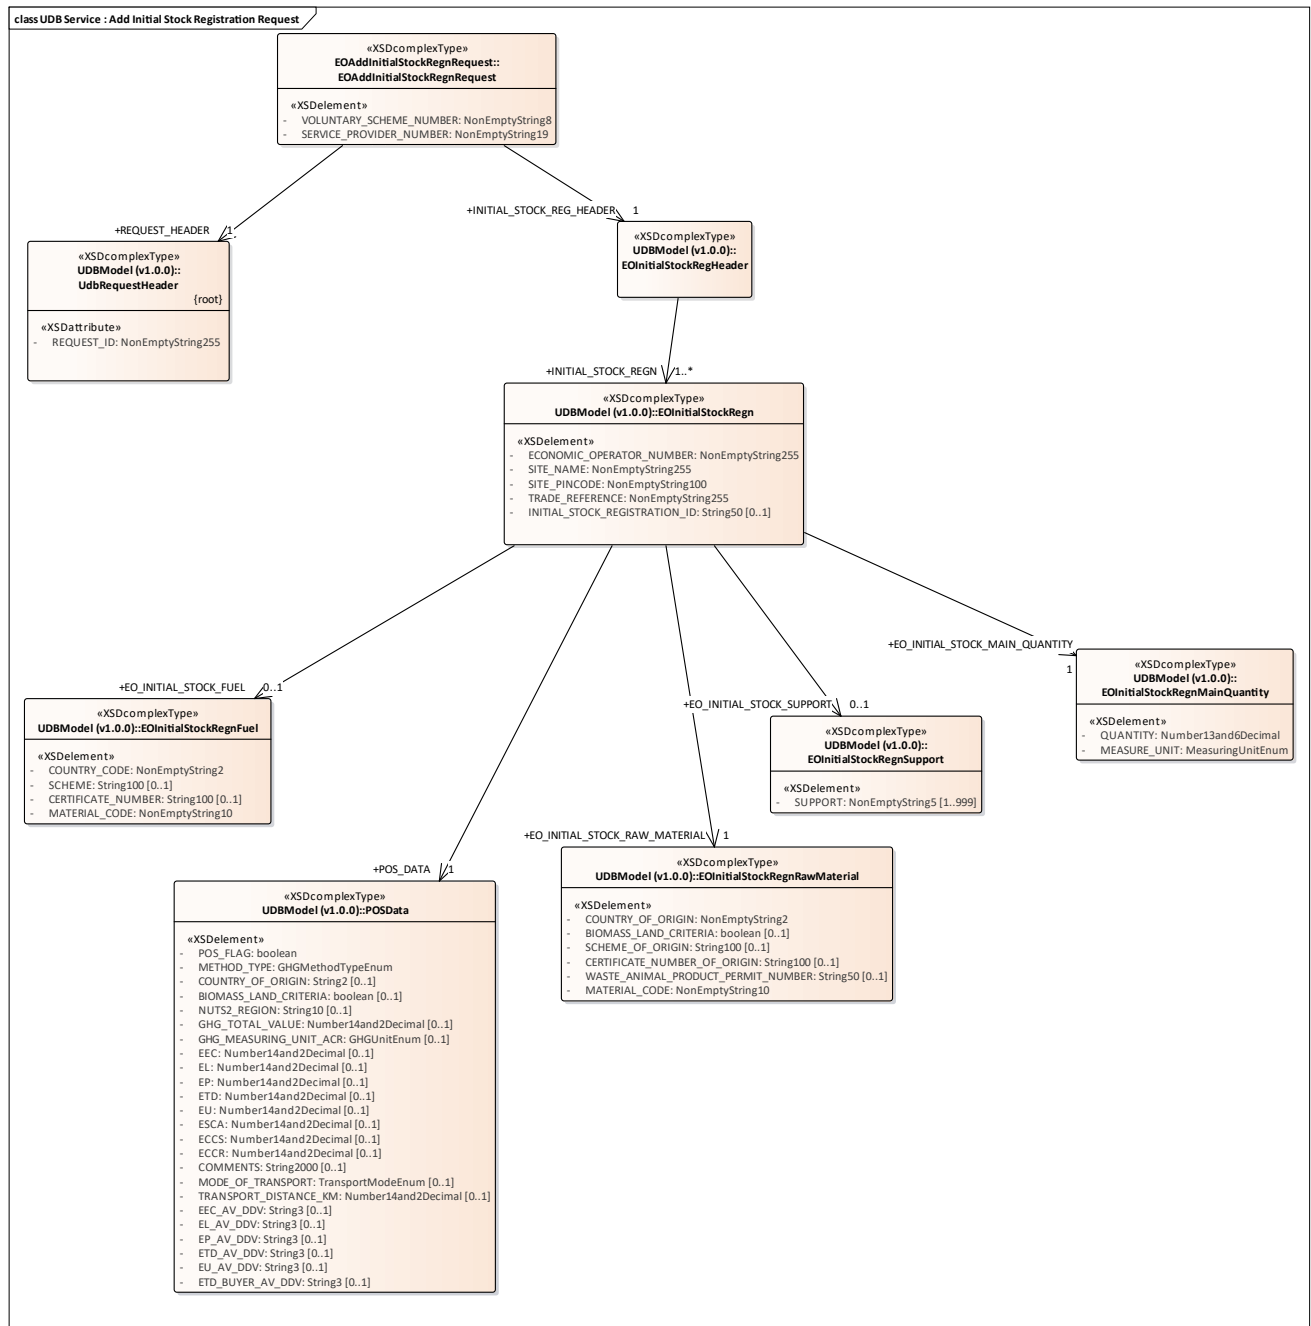 class UDB Service : Add Initial Stock Registration Request
«XSDcomplexType»
EOAddInitialStockRegnRequest::
EOAddInitialStockRegnRequest
«XSDelement»
- VOLUNTARY_SCHEME_NUMBER: NonEmptyString8
- SERVICE_PROVIDER_NUMBER: NonEmptyString19
+INITIAL_STOCK_REG_HEADER 1
+REQUEST_HEADER 1
«XSDcomplexType»
UDBModel (v1.0.0)::
EOInitialStockRegHeader
«XSDcomplexType»
UDBModel (v1.0.0)::
UdbRequestHeader
{root}
«XSDattribute»
- REQUEST_ID: NonEmptyString255
+INITIAL_STOCK_REGN 1..*
«XSDcomplexType»
UDBModel (v1.0.0)::EOInitialStockRegn
«XSDelement»
- ECONOMIC_OPERATOR_NUMBER: NonEmptyString255
- SITE_NAME: NonEmptyString255
- SITE_PINCODE: NonEmptyString100
- TRADE_REFERENCE: NonEmptyString255
- INITIAL_STOCK_REGISTRATION_ID: String50 [0..1]
+EO_INITIAL_STOCK_MAIN_QUANTITY
1
«XSDcomplexType»
UDBModel (v1.0.0)::
EOInitialStockRegnMainQuantity
«XSDElement»
- QUANTITY: Number13and6Decimal
- MEASURE_UNIT: MeasuringUnitEnum
+EO_INITIAL_STOCK_FUEL 0..1
«XSDcomplexType»
UDBModel (v1.0.0)::EOInitialStockRegnFuel
«XSDElement»
- COUNTRY_CODE: NonEmptyString2
- SCHEME: String100 [0..1]
- CERTIFICATE_NUMBER: String100 [0..1]
- MATERIAL_CODE: NonEmptyString10
+EO_INITIAL_STOCK_SUPPORT 0..1
«XSDcomplexType»
UDBModel (v1.0.0)::
EOInitialStockRegnSupport
«XSDElement»
- SUPPORT: NonEmptyString5 [1..999]
+EO_INITIAL_STOCK_RAW_MATERIAL 1
«XSDcomplexType»
UDBModel (v1.0.0)::EOInitialStockRegnRawMaterial
«XSDElement»
- COUNTRY_OF_ORIGIN: NonEmptyString2
- BIOMASS_LAND_CRITERIA: boolean [0..1]
- SCHEME_OF_ORIGIN: String100 [0..1]
- CERTIFICATE_NUMBER_OF_ORIGIN: String100 [0..1]
- WASTE_ANIMAL_PRODUCT_PERMIT_NUMBER: String50 [0..1]
- MATERIAL_CODE: NonEmptyString10
+POS_DATA 1
«XSDcomplexType»
UDBModel (v1.0.0)::POSData
«XSDElement»
- POS_FLAG: boolean
- METHOD_TYPE: GHGMethodTypeEnum
- COUNTRY_OF_ORIGIN: String2 [0..1]
- BIOMASS_LAND_CRITERIA: boolean [0..1]
- NUTS2_REGION: String10 [0..1]
- GHG_TOTAL_VALUE: Number14and2Decimal [0..1]
- GHG_MEASURING_UNIT_ACR: GHGUnitEnum [0..1]
- EEC: Number14and2Decimal [0..1]
- EL: Number14and2Decimal [0..1]
- EP: Number14and2Decimal [0..1]
- ETD: Number14and2Decimal [0..1]
- EU: Number14and2Decimal [0..1]
- ESCA: Number14and2Decimal [0..1]
- ECCS: Number14and2Decimal [0..1]
- ECCR: Number14and2Decimal [0..1]
- COMMENTS: String2000 [0..1]
- MODE_OF_TRANSPORT: TransportModeEnum [0..1]
- TRANSPORT_DISTANCE_KM: Number14and2Decimal [0..1]
- EEC_AV_DDV: String3 [0..1]
- EL_AV_DDV: String3 [0..1]
- EP_AV_DDV: String3 [0..1]
- ETD_AV_DDV: String3 [0..1]
- EU_AV_DDV: String3 [0..1]
- ETD_BUYER_AV_DDV: String3 [0..1]